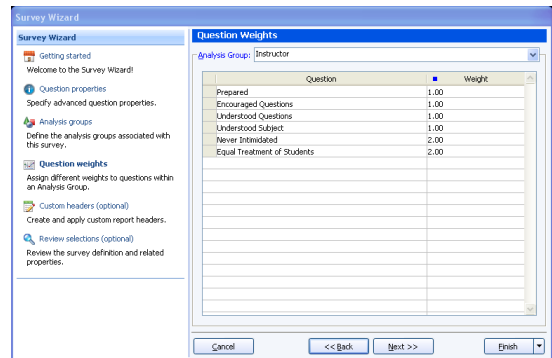 Survey Wizard
Survey Wizard
Getting started
Welcome to the Survey Wizard!
Question properties
Specify advanced question properties.
Analysis groups
Define the analysis groups associated with
this survey.
Question weights
Assign different weights to questions within
an Analysis Group.
Custom headers (optional)
Create and apply custom report headers.
Review selections (optional)
Review the survey definition and related
properties.
Question Weights
Analysis Group: Instructor
Question Weight
Prepared 1.00
Encouraged Questions 1.00
Understood Questions 1.00
Understood Subject 1.00
Never Intimidated 2.00
Equal Treatment of Students 2.00
Cancel << Back Next >> Finish